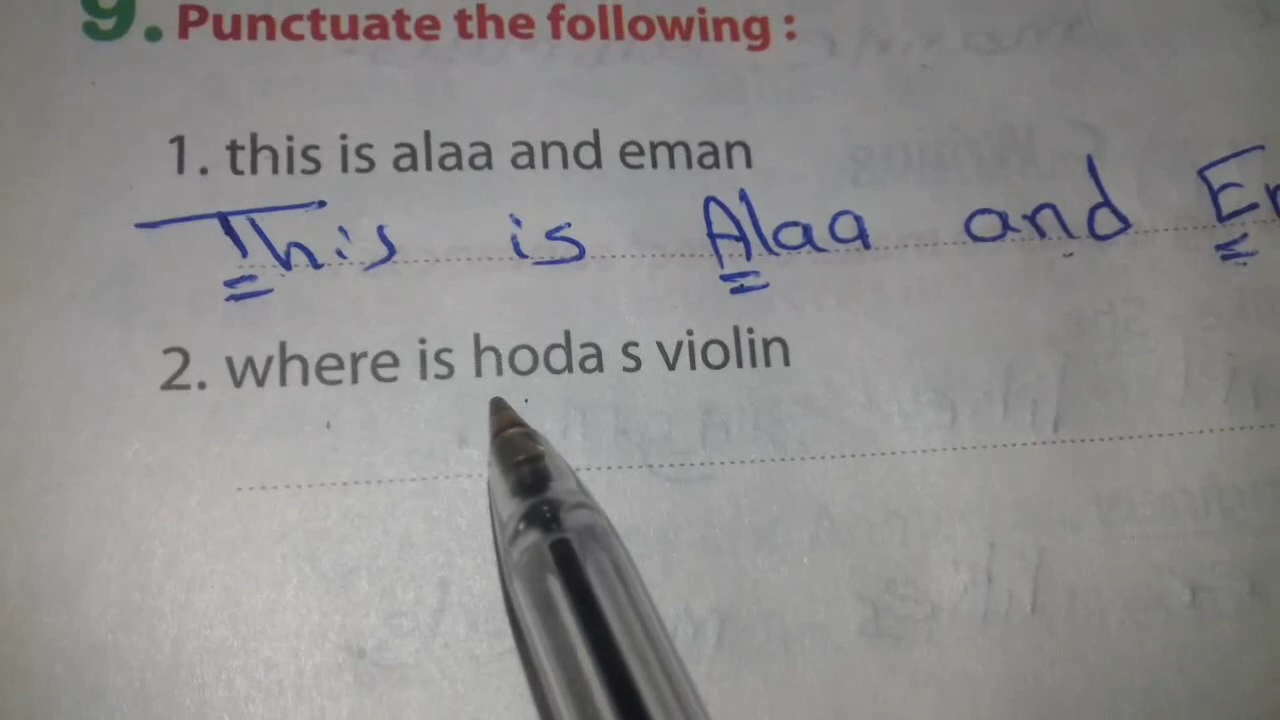 9. Punctuate the following :
1. this is alaa and eman
This is Alaa and E
2. where is hoda s violin